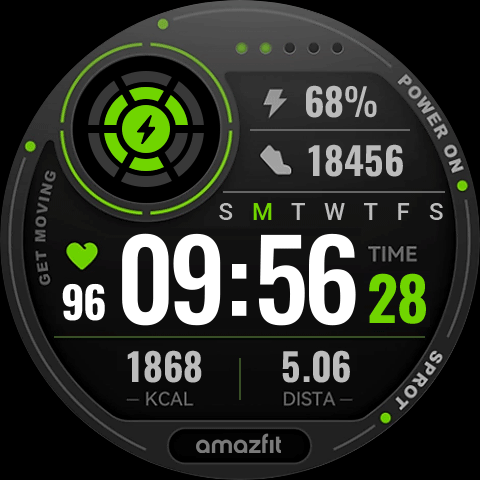 68%
POWER ON
18456
S M T W T F S
GET MOVING
96
09:56
TIME
28
1868
KCAL
5.06
DISTA
SPROT
amazfit